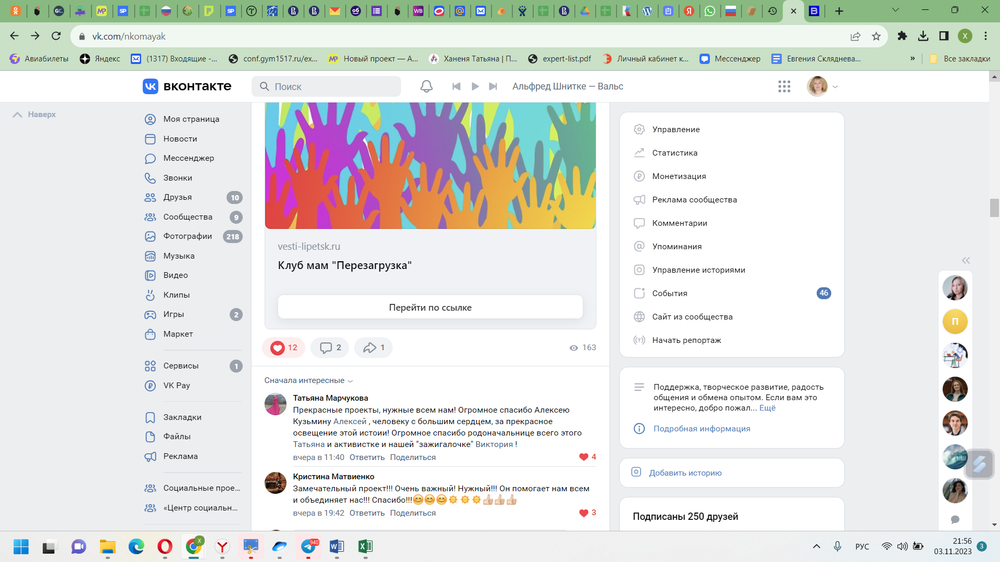 vk.com/nkomayak
Авиабилеты
Яндекс
(1317) Входящие -...
conf.gym1517.ru/ex...
Новый проект — А...
Ханеня Татьяна | П...
expert-list.pdf
Личный кабинет к...
Мессенджер
Евгения Скляднева...
»
Все закладки
вконтакте
Поиск
Альфред Шнитке — Вальс
Наверх
Моя страница
Новости
Мессенджер
Звонки
Друзья 10
Сообщества 9
Фотографии 218
Музыка
Видео
Клипы
Игры 2
Маркет
Сервисы 1
VK Pay
Закладки
Файлы
Реклама
Социальные прое...
«Центр социальн...
vesti-lipetsk.ru
Клуб мам "Перезагрузка"
Перейти по ссылке
12 2 1 163
Сначала интересные
Татьяна Марчукова
Прекрасные проекты, нужные всем нам! Огромное спасибо Алексею
Кузьмину Алексей , человеку с большим сердцем, за прекрасное
освещение этой истоии! Огромное спасибо родоначальнице всего этого
Татьяна и активистке и нашей "зажигалочке" Виктория !
вчера в 11:40 Ответить Поделиться 4
Кристина Матвиенко
Замечательный проект!!! Очень важный! Нужный!!! Он помогает нам всем
и объединяет нас!!! Спасибо!!!😊😊😊☀☀☀👍🏻👍🏻👍🏻
вчера в 19:42 Ответить Поделиться 3
Управление
Статистика
Монетизация
Реклама сообщества
Комментарии
Упоминания
Управление историями
События 46
Сайт из сообщества
Начать репортаж
Поддержка, творческое развитие, радость
общения и обмена опытом. Если вам это
интересно, добро пожал... Ещё
Подробная информация
Добавить историю
Подписаны 250 друзей
П
940
РУС
21:56
03.11.2023
3